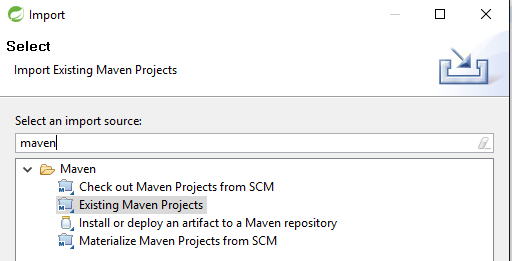 Import
Select
Import Existing Maven Projects
Select an import source:
maven
Maven
Check out Maven Projects from SCM
Existing Maven Projects
Install or deploy an artifact to a Maven repository
Materialize Maven Projects from SCM